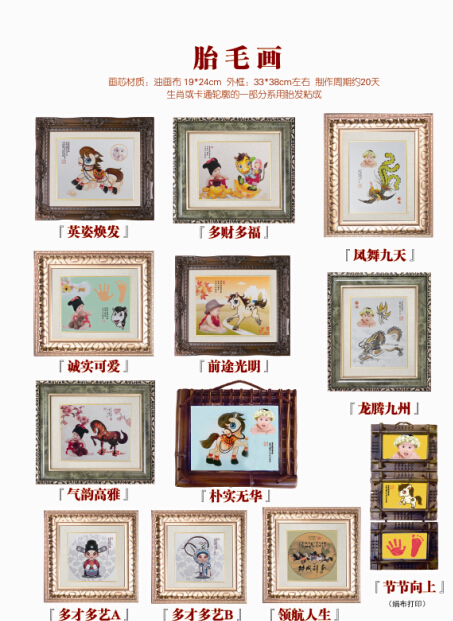 胎毛画
画芯材质：油画布 19*24cm 外框：33*38cm左右 制作周期约20天
生肖或卡通轮廓的一部分系用胎发粘成
『英姿焕发』
『多财多福』
『凤舞九天』
『诚实可爱』
『前途光明』
『龙腾九州』
『气韵高雅』
『朴实无华』
『节节向上』
（绢布打印）
『多才多艺A』
『多才多艺B』
『领航人生』